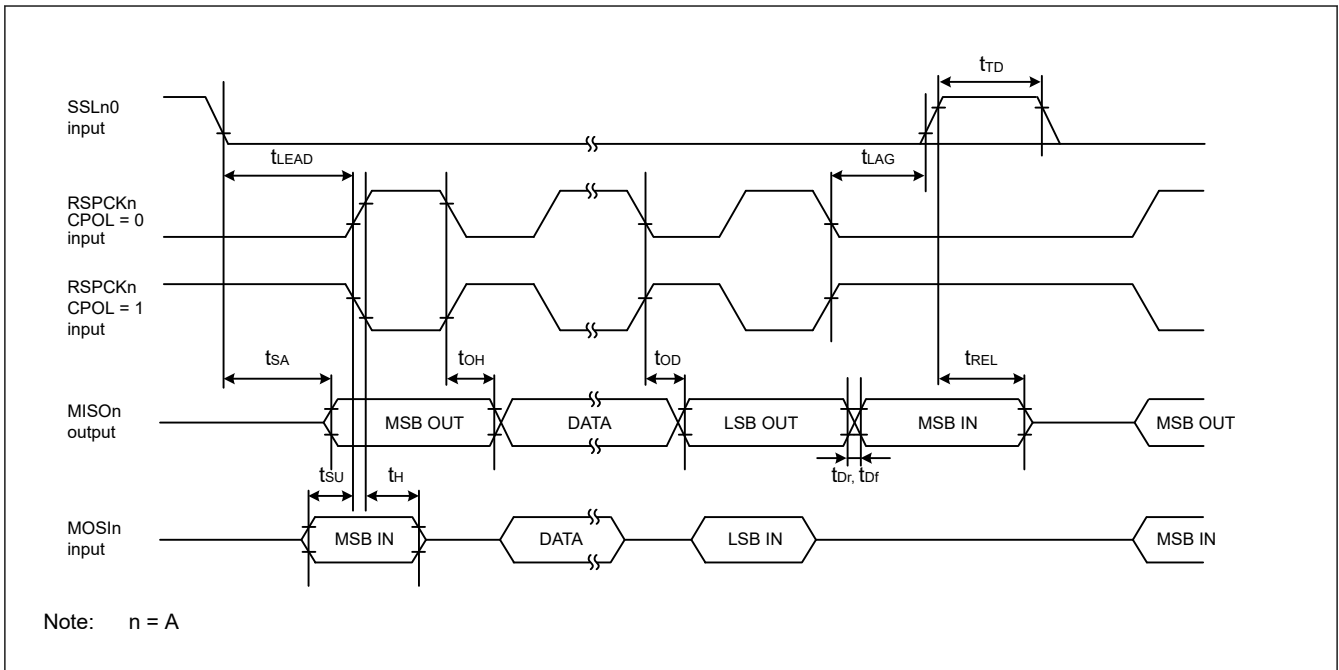 tTD
SSLn0
input
tLEAD
tLAG
RSPCKn
CPOL = 0
input
RSPCKn
CPOL = 1
input
tSA
tOH
tOD
tREL
MISOn
output
MSB OUT
DATA
LSB OUT
MSB IN
MSB OUT
tSU
tH
tDr, tDf
MOSIn
input
MSB IN
DATA
LSB IN
MSB IN
Note: n = A